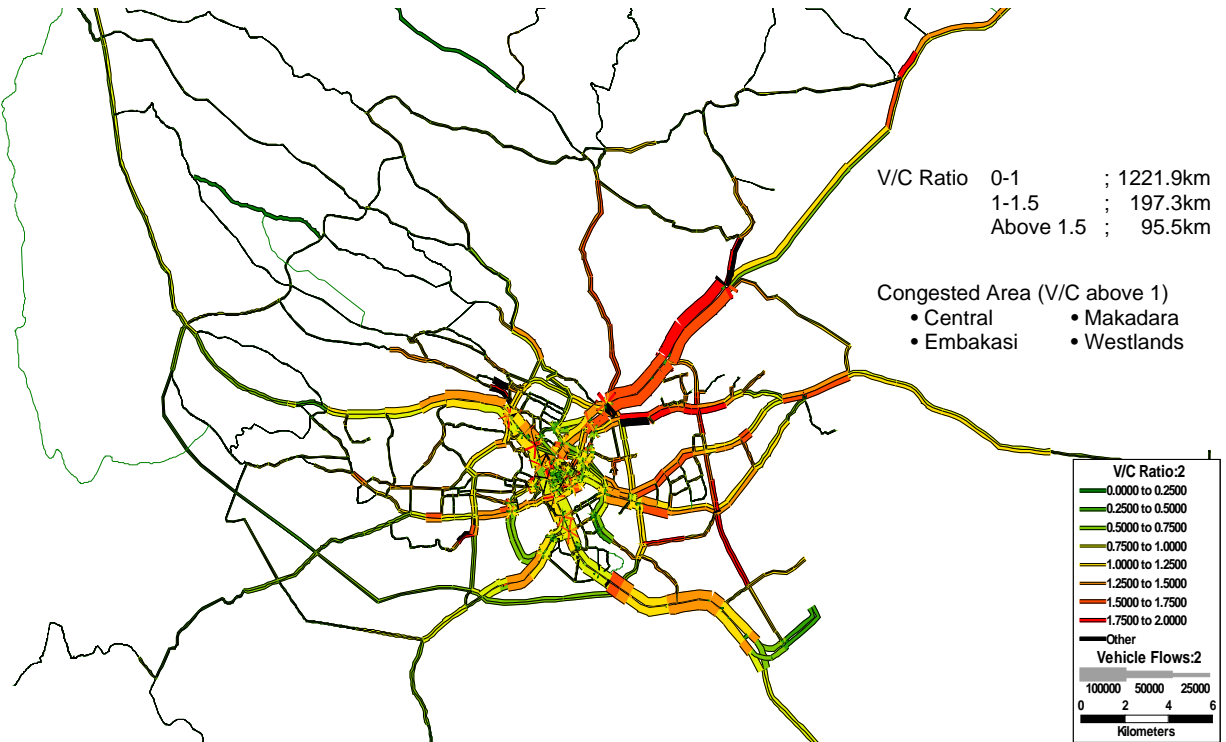 V/C Ratio 0-1 ; 1221.9km
1-1.5 ; 197.3km
Above 1.5 ; 95.5km
Congested Area (V/C above 1)
• Central • Makadara
• Embakasi • Westlands
V/C Ratio:2
0.0000 to 0.2500
0.2500 to 0.5000
0.5000 to 0.7500
0.7500 to 1.0000
1.0000 to 1.2500
1.2500 to 1.5000
1.5000 to 1.7500
1.7500 to 2.0000
Other
Vehicle Flows:2
100000 50000 25000
0 2 4 6
Kilometers